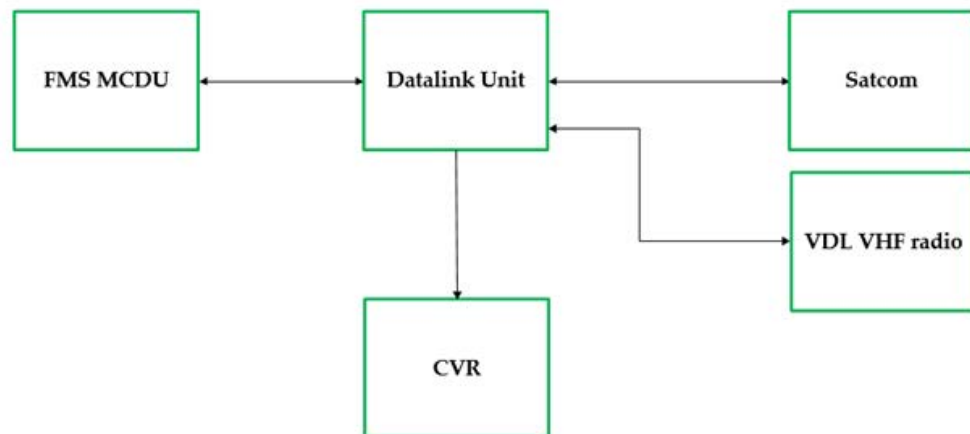 FMS MCDU
Datalink Unit
Satcom
VDL VHF radio
CVR